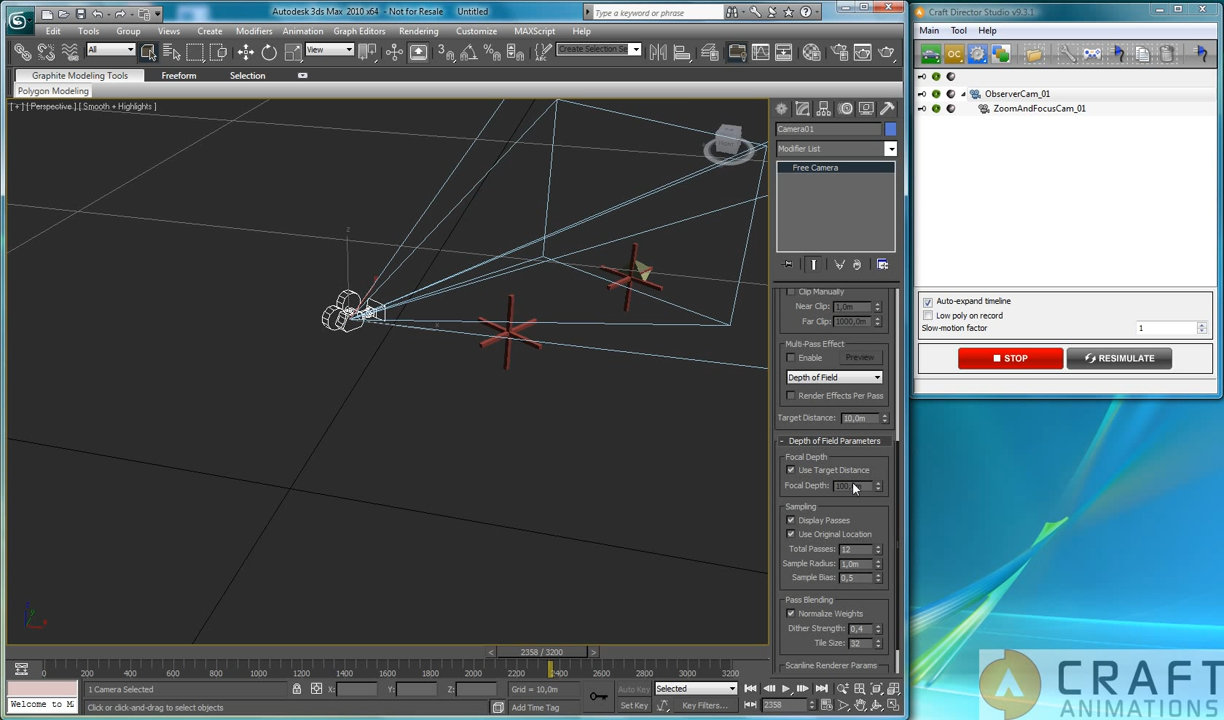 Autodesk 3ds Max 2010 x64 - Not for Resale Untitled
Type a keyword or phrase
Edit Tools Group Views Create Modifiers Animation Graph Editors Rendering Customize MAXScript Help
All View Create Selection Se
Graphite Modeling Tools Freeform Selection
Polygon Modeling
[ + ] [ Perspective ] [ Smooth + Highlights ]
Camera01
Modifier List
Free Camera
Clip Manually
Near Clip: 1,0m
Far Clip: 1000,0m
Multi-Pass Effect
Enable Preview
Depth of Field
Render Effects Per Pass
Target Distance: 10,0m
- Depth of Field Parameters
Focal Depth
Use Target Distance
Focal Depth:
Sampling
Display Passes
Use Original Location
Total Passes: 12
Sample Radius: 1,0m
Sample Bias: 0,5
Pass Blending
Normalize Weights
Dither Strength: 0,4
Tile Size: 32
Scanline Renderer Params
z
x
z
y
x
< 2358 / 3200 >
200 400 600 800 1000 1200 1400 1600 1800 2000 2200 2400 2600 2800 3000 3200
1 Camera Selected X: Y: Z: Grid = 10,0m Auto Key Selected
Welcome to M Click or click-and-drag to select objects Add Time Tag Set Key Key Filters... 2358
Craft Director Studio v9.3.1
Main Tool Help
OC
ObserverCam_01
ZoomAndFocusCam_01
Auto-expand timeline
Low poly on record
Slow-motion factor 1
STOP RESIMULATE
CRAFT
ANIMATIONS